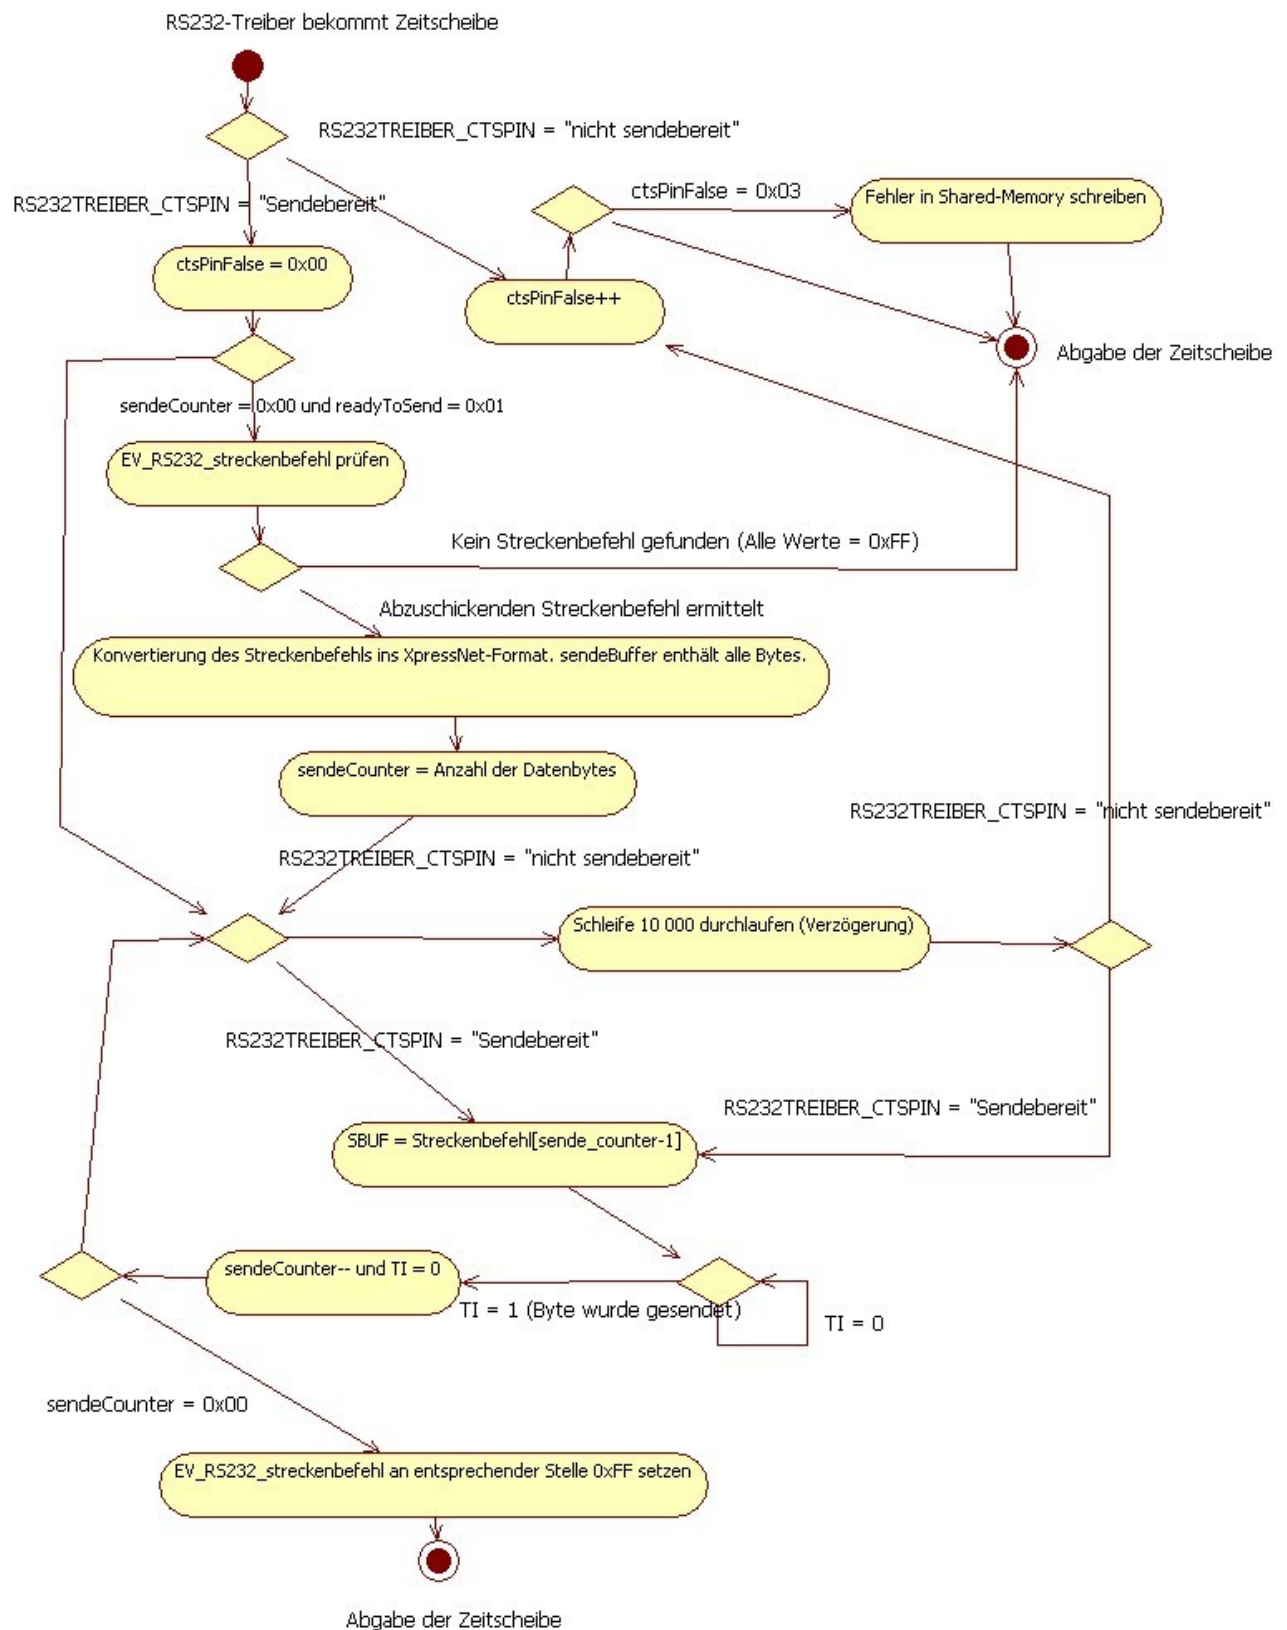 RS232-Treiber bekommt Zeitscheibe
RS232TREIBER_CTSPIN = "nicht sendebereit"
RS232TREIBER_CTSPIN = "Sendebereit"
ctsPinFalse = 0x03
Fehler in Shared-Memory schreiben
ctsPinFalse = 0x00
ctsPinFalse++
Abgabe der Zeitscheibe
sendeCounter = 0x00 und readyToSend = 0x01
EV_RS232_streckenbefehl prüfen
Kein Streckenbefehl gefunden (Alle Werte = 0xFF)
Abzuschickenden Streckenbefehl ermittelt
Konvertierung des Streckenbefehls ins XpressNet-Format. sendeBuffer enthält alle Bytes.
sendeCounter = Anzahl der Datenbytes
RS232TREIBER_CTSPIN = "nicht sendebereit"
RS232TREIBER_CTSPIN = "nicht sendebereit"
Schleife 10 000 durchlaufen (Verzögerung)
RS232TREIBER_CTSPIN = "Sendebereit"
RS232TREIBER_CTSPIN = "Sendebereit"
SBUF = Streckenbefehl[sende_counter-1]
sendeCounter-- und TI = 0
TI = 1 (Byte wurde gesendet)
TI = 0
sendeCounter = 0x00
EV_RS232_streckenbefehl an entsprechender Stelle 0xFF setzen
Abgabe der Zeitscheibe